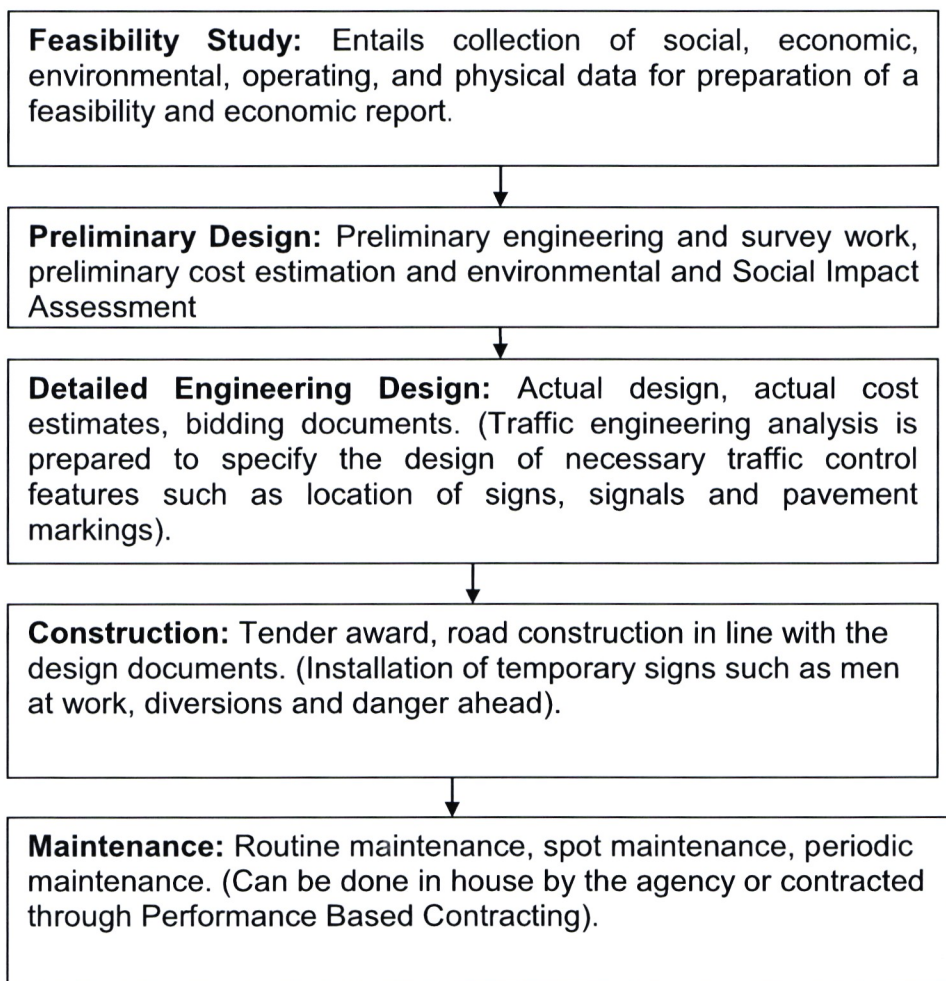 Feasibility Study: Entails collection of social, economic,
environmental, operating, and physical data for preparation of a
feasibility and economic report.
Preliminary Design: Preliminary engineering and survey work,
preliminary cost estimation and environmental and Social Impact
Assessment
Detailed Engineering Design: Actual design, actual cost
estimates, bidding documents. (Traffic engineering analysis is
prepared to specify the design of necessary traffic control
features such as location of signs, signals and pavement
markings).
Construction: Tender award, road construction in line with the
design documents. (Installation of temporary signs such as men
at work, diversions and danger ahead).
Maintenance: Routine maintenance, spot maintenance, periodic
maintenance. (Can be done in house by the agency or contracted
through Performance Based Contracting).